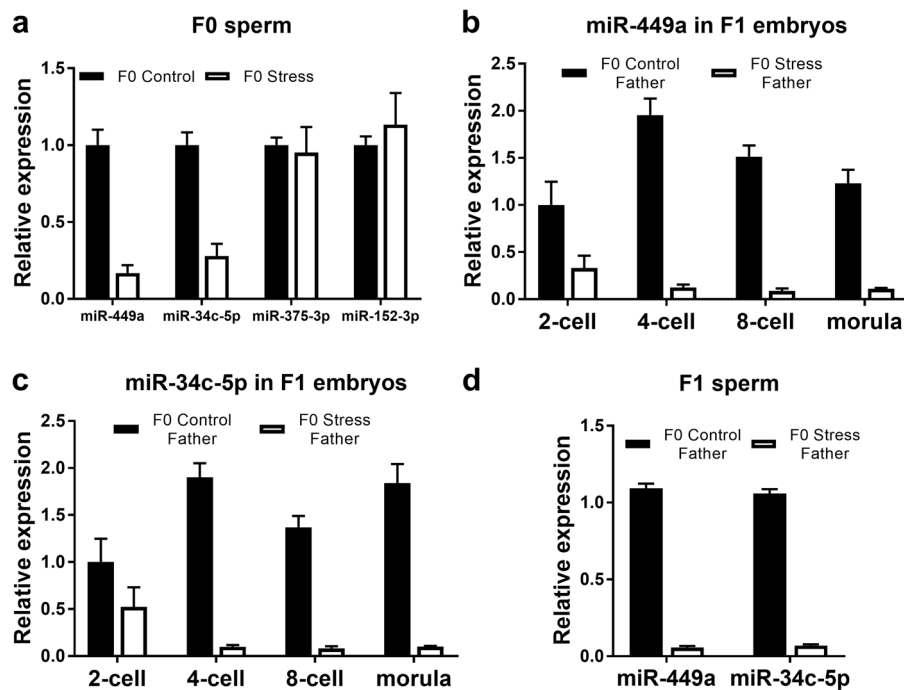 a
F0 sperm
F0 Control F0 Stress
Relative expression
1.5
1.0
0.5
0.0
miR-449a miR-34c-5p miR-375-3p miR-152-3p
b
miR-449a in F1 embryos
F0 Control Father
F0 Stress Father
Relative expression
2.5
2.0
1.5
1.0
0.5
0.0
2-cell 4-cell 8-cell morula
c
miR-34c-5p in F1 embryos
F0 Control Father
F0 Stress Father
Relative expression
2.5
2.0
1.5
1.0
0.5
0.0
2-cell 4-cell 8-cell morula
d
F1 sperm
F0 Control Father
F0 Stress Father
Relative expression
1.5
1.0
0.5
0.0
miR-449a miR-34c-5p